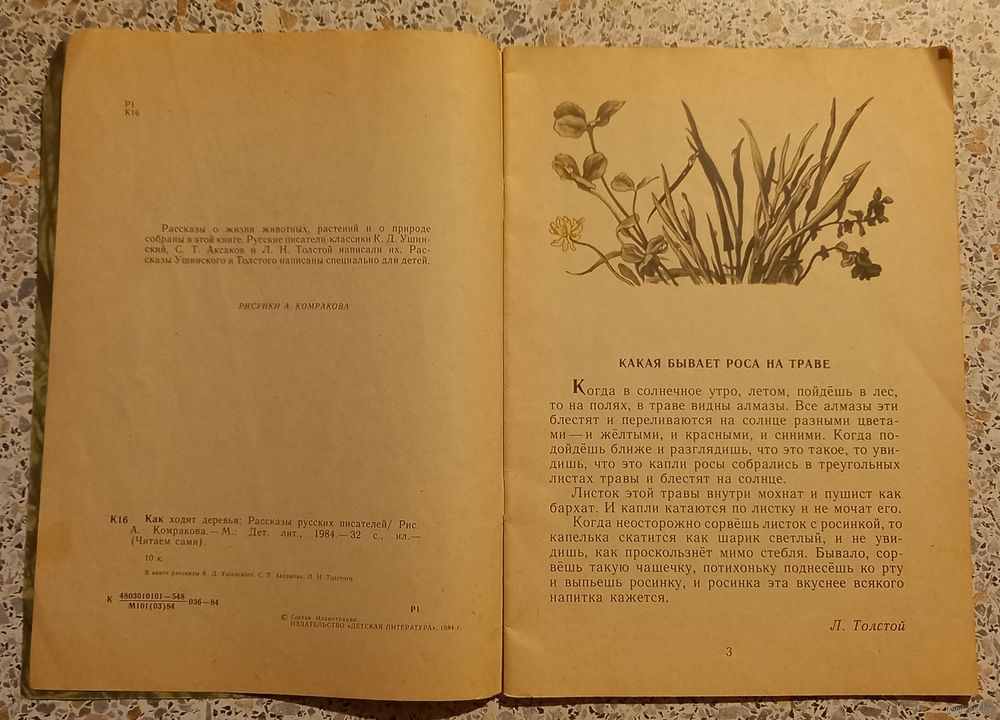 Р1
К16
Рассказы о жизни животных, растений и о природе
собраны в этой книге. Русские писатели-классики К. Д. Ушин-
ский, С. Т. Аксаков и Л. Н. Толстой написали их. Рас-
сказы Ушинского и Толстого написаны специально для детей.
РИСУНКИ А. КОМРАКОВА
К16 Как ходят деревья: Рассказы русских писателей/ Рис.
А. Комракова.— М.: Дет. лит., 1984.— 32 с., ил.—
(Читаем сами).
10 к.
В книге рассказы К. Д. Ушинского, С. Т. Аксакова, Л. Н. Толстого.
К 4803010101—548
М101(03)84 036—84
Р1
© Состав. Иллюстрации.
ИЗДАТЕЛЬСТВО «ДЕТСКАЯ ЛИТЕРАТУРА», 1984 г.
КАКАЯ БЫВАЕТ РОСА НА ТРАВЕ
Когда в солнечное утро, летом, пойдёшь в лес,
то на полях, в траве видны алмазы. Все алмазы эти
блестят и переливаются на солнце разными цвета-
ми — и жёлтыми, и красными, и синими. Когда по-
дойдёшь ближе и разглядишь, что это такое, то уви-
дишь, что это капли росы собрались в треугольных
листах травы и блестят на солнце.
Листок этой травы внутри мохнат и пушист как
бархат. И капли катаются по листку и не мочат его.
Когда неосторожно сорвёшь листок с росинкой, то
капелька скатится как шарик светлый, и не уви-
дишь, как проскользнёт мимо стебля. Бывало, сор-
вёшь такую чашечку, потихоньку поднесёшь ко рту
и выпьешь росинку, и росинка эта вкуснее всякого
напитка кажется.
Л. Толстой
3